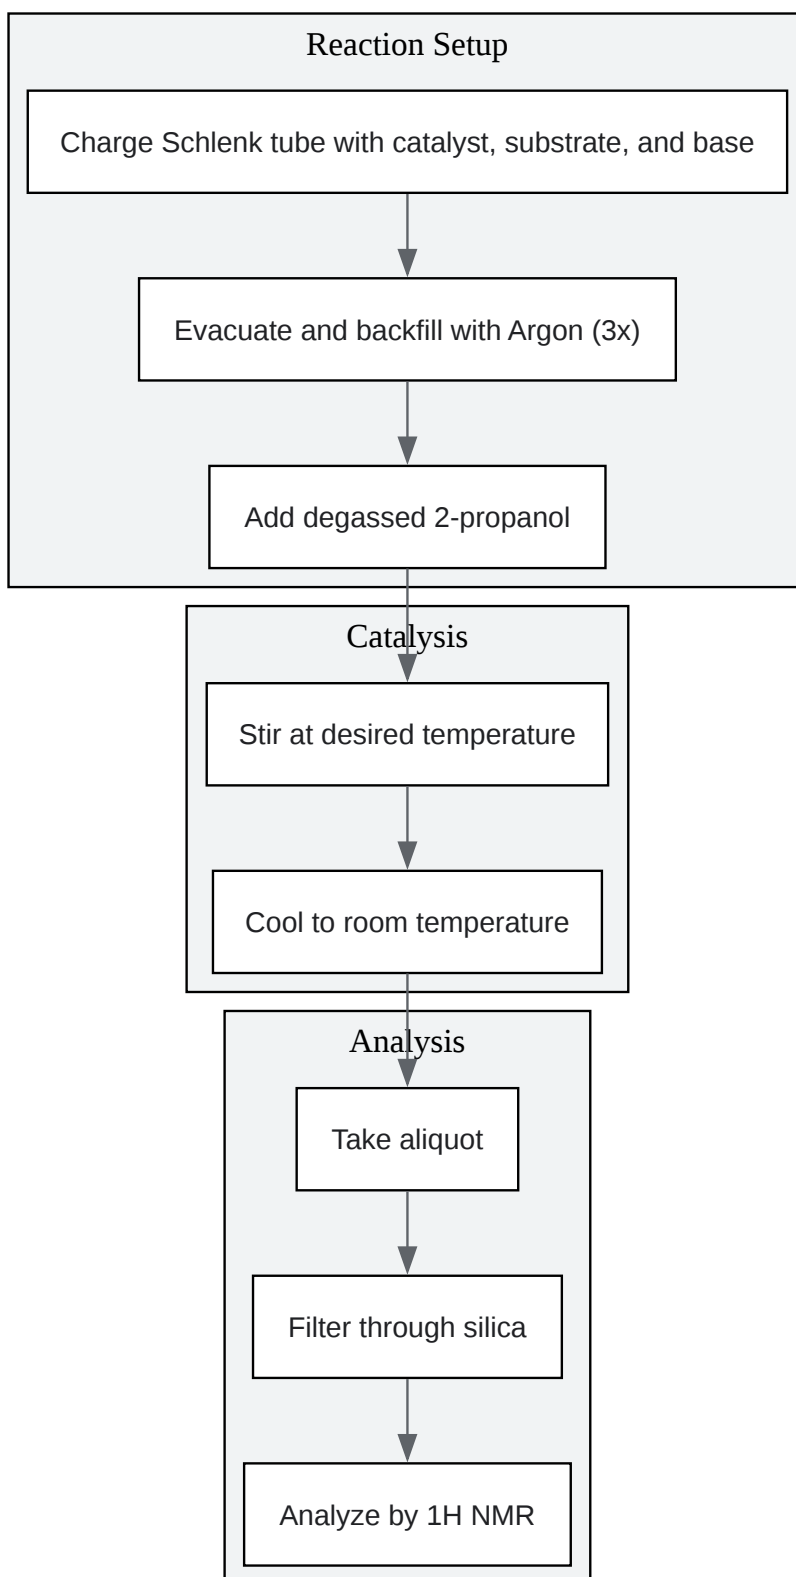 Reaction Setup
Charge Schlenk tube with catalyst, substrate, and base
Evacuate and backfill with Argon (3x)
Add degassed 2-propanol
Catalysis
Stir at desired temperature
Cool to room temperature
Analysis
Take aliquot
Filter through silica
Analyze by 1H NMR